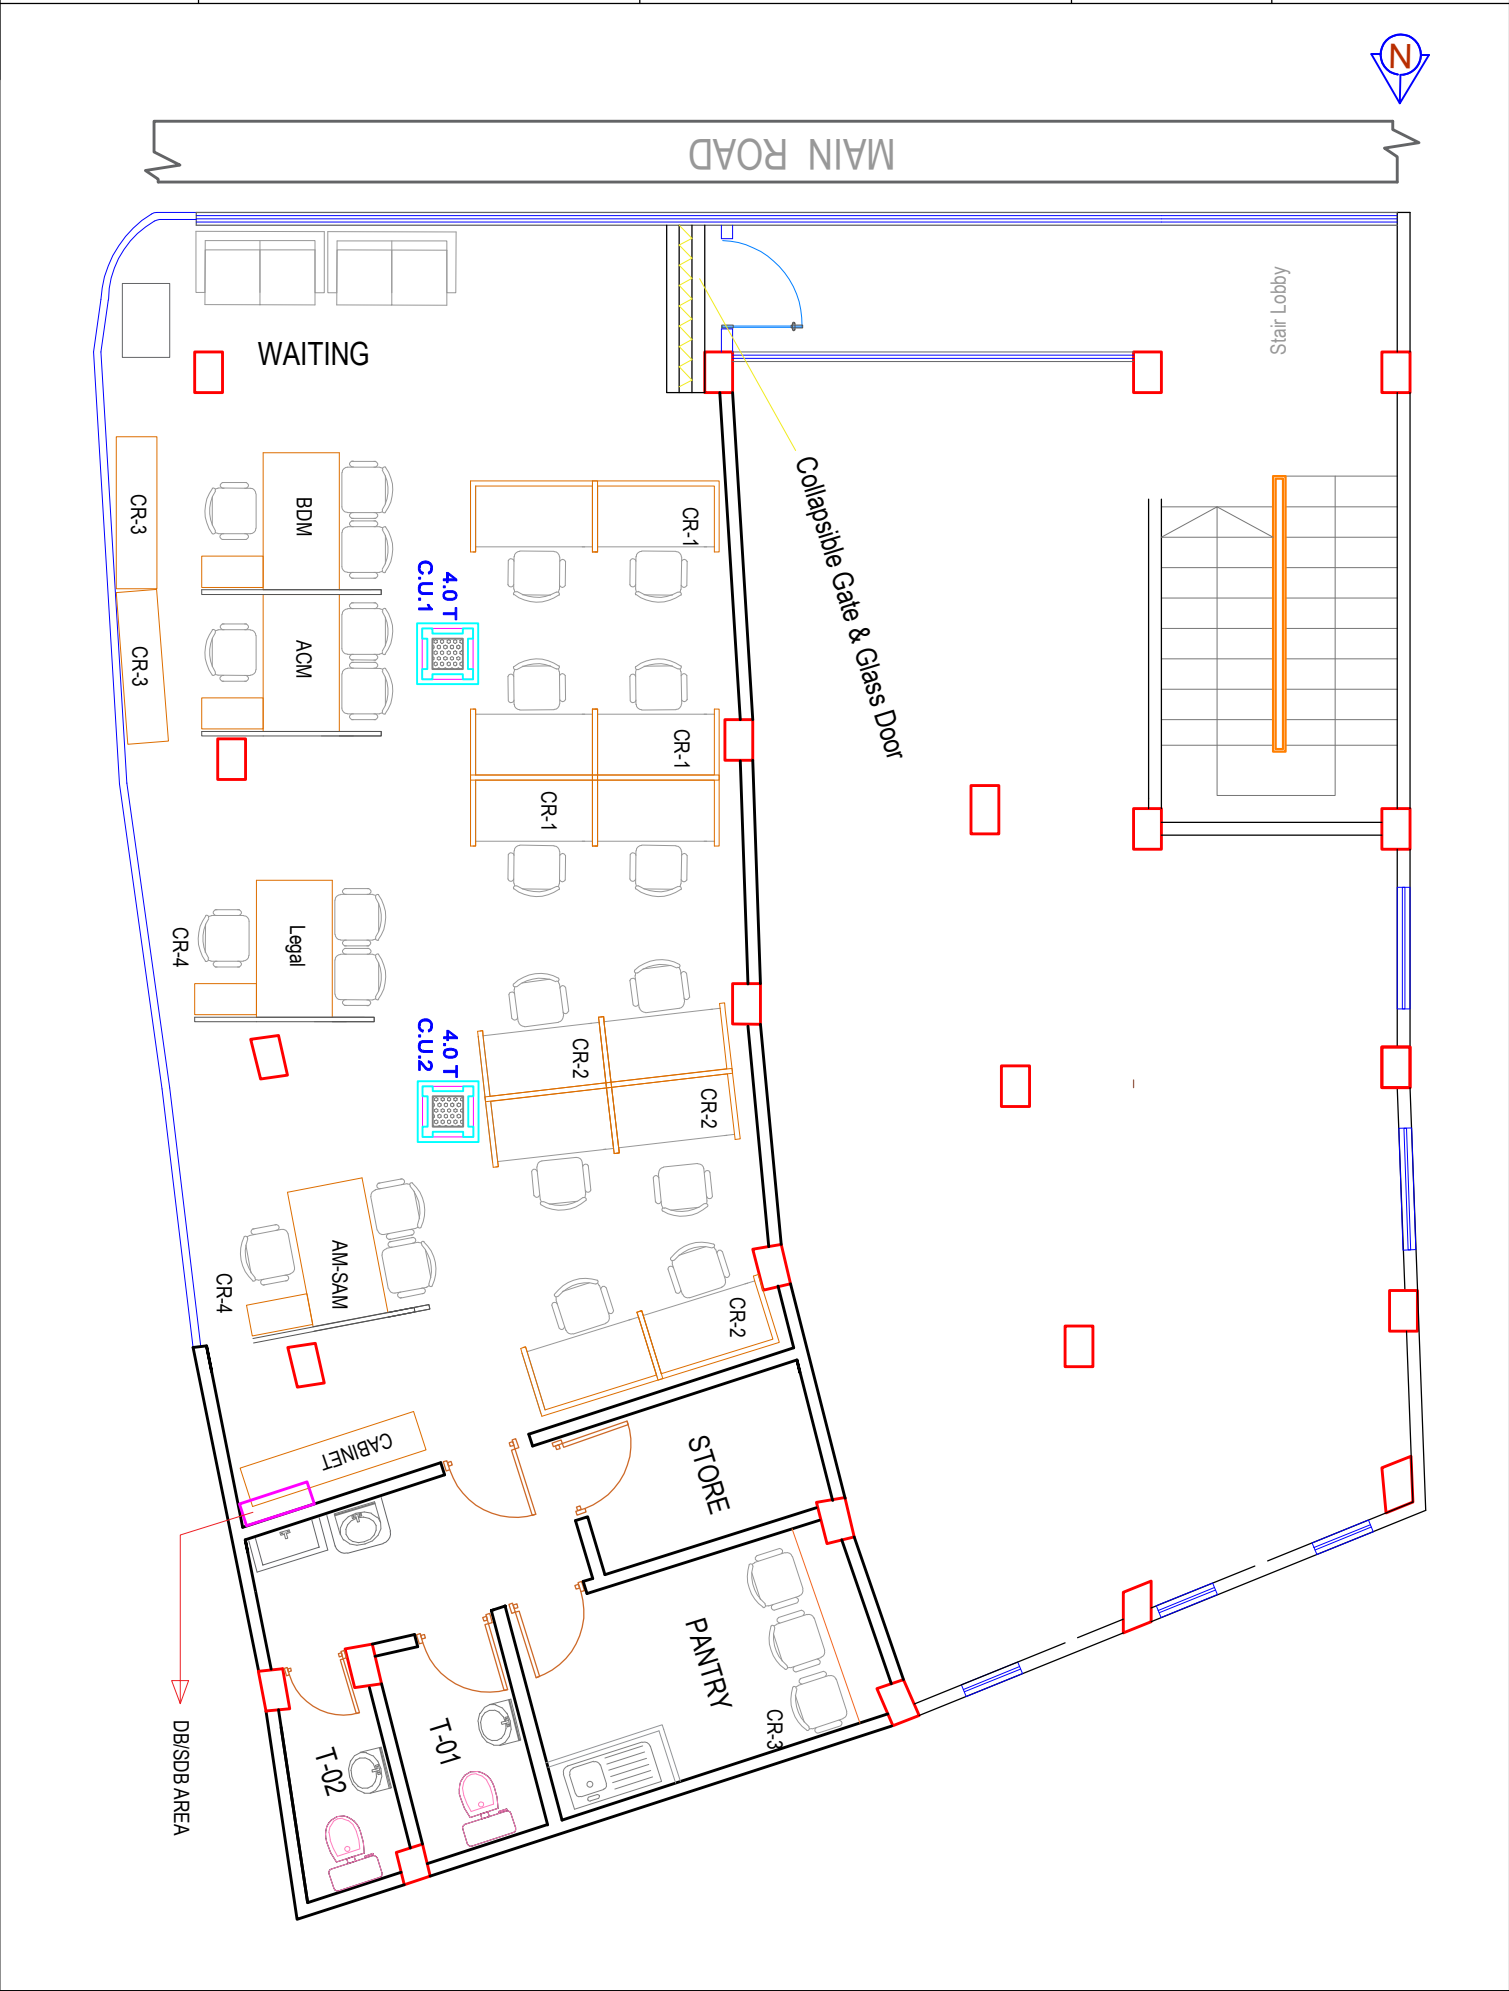 N
MAIN ROAD
Stair Lobby
WAITING
Collapsible Gate & Glass Door
CR-3
BDM
CR-1
4.0 T
C.U.1
CR-3
ACM
CR-1
CR-1
CR-4
Legal
4.0 T
C.U.2
CR-2
CR-2
CR-4
AM-SAM
CR-2
CABINET
STORE
PANTRY
CR-3
T-01
T-02
DB/SDB AREA